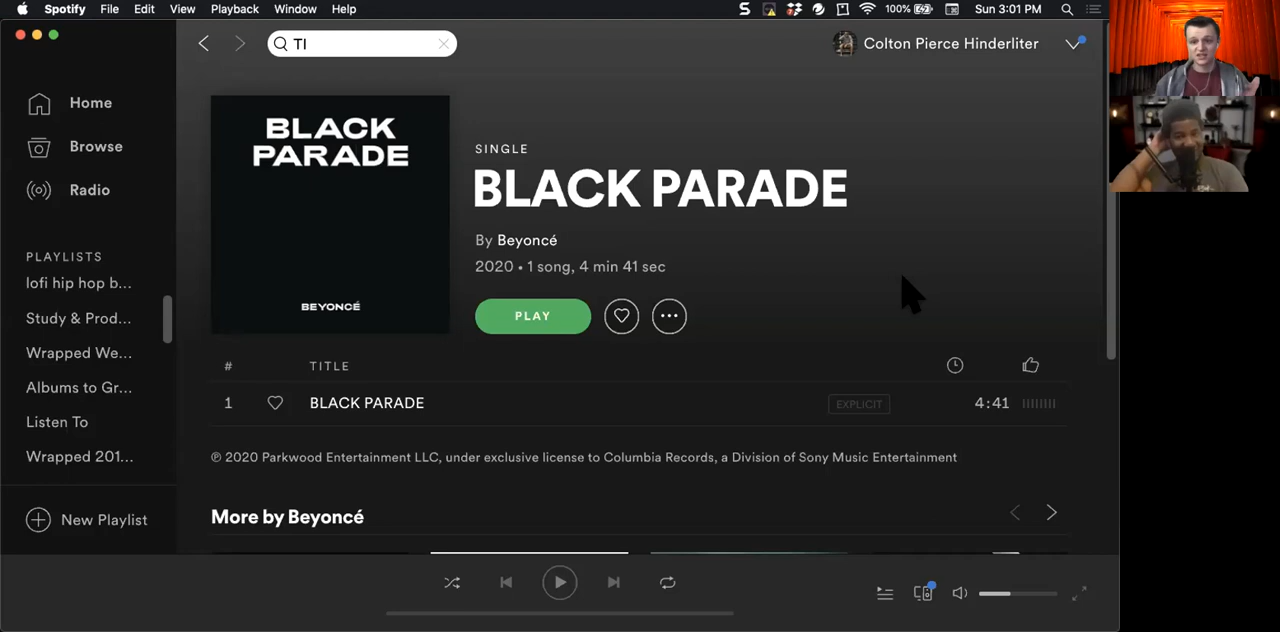 Spotify File Edit View Playback Window Help 100% Sun 3:01 PM
TI
Colton Pierce Hinderliter
Home
Browse
Radio
PLAYLISTS
lofi hip hop b...
Study & Prod...
Wrapped We...
Albums to Gr...
Listen To
Wrapped 201...
New Playlist
BLACK
PARADE
BEYONCÉ
SINGLE
BLACK PARADE
By Beyoncé
2020 • 1 song, 4 min 41 sec
PLAY
# TITLE
1 BLACK PARADE EXPLICIT 4:41
℗ 2020 Parkwood Entertainment LLC, under exclusive license to Columbia Records, a Division of Sony Music Entertainment
More by Beyoncé